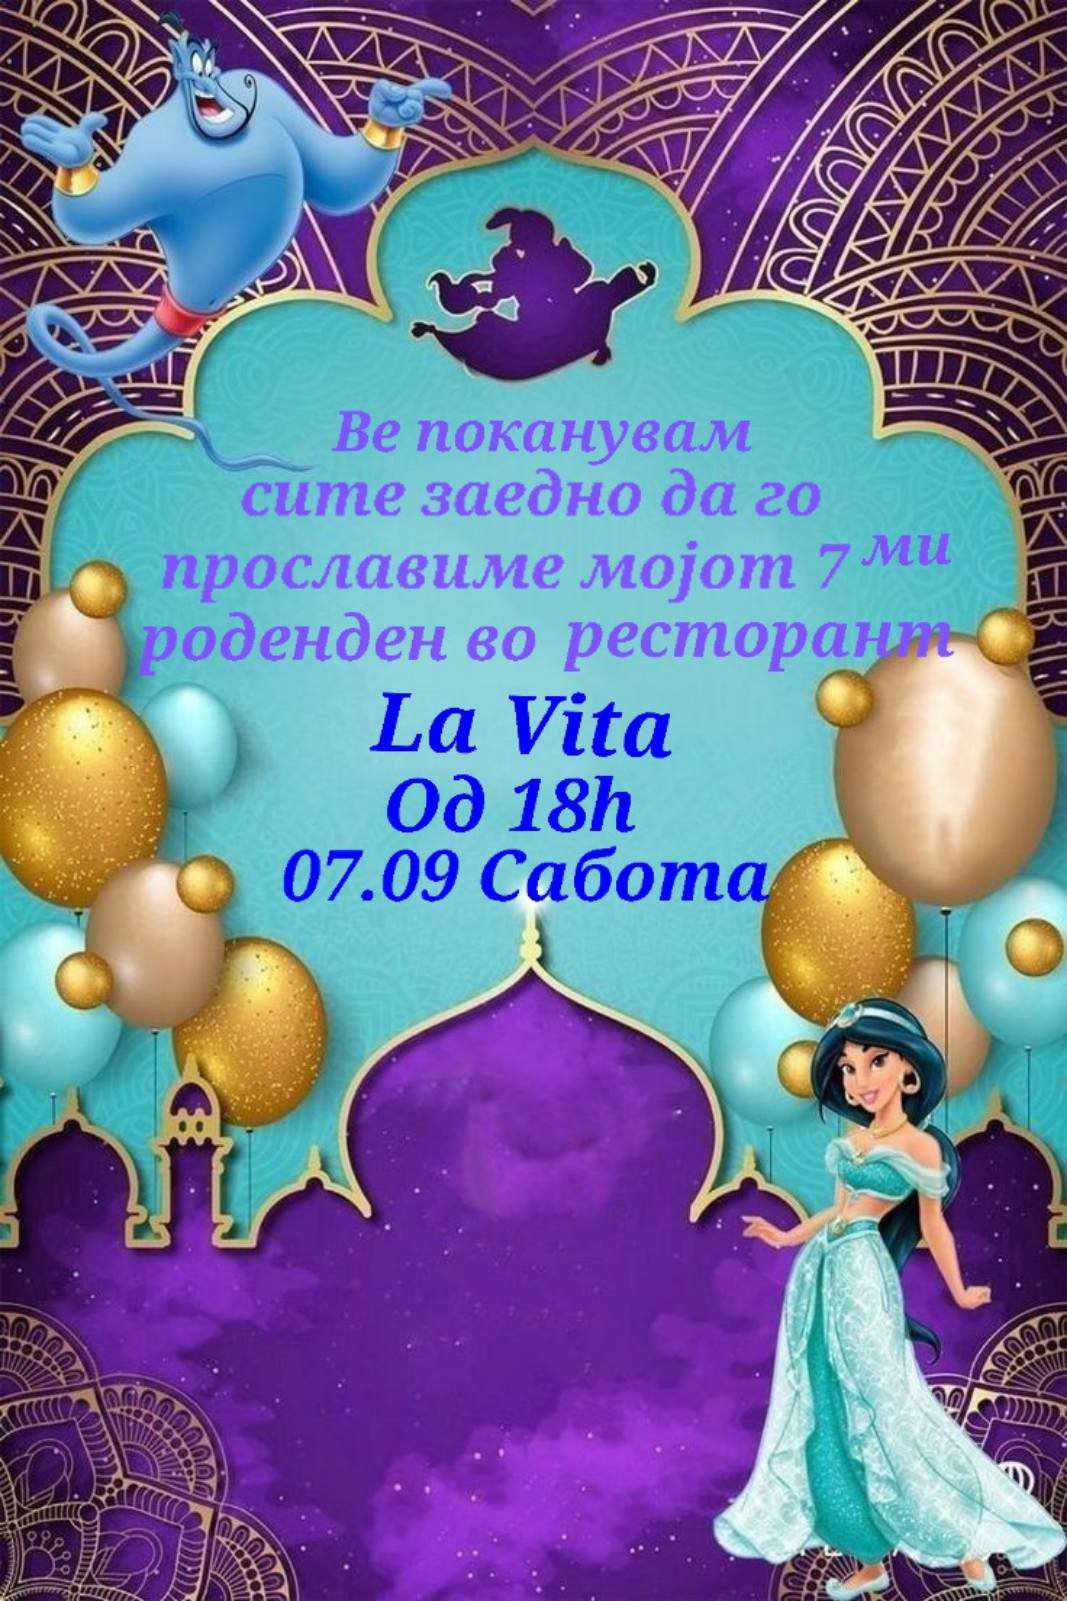 Ве поканувам
сите заедно да го
прославиме мојот 7 ми
роденден во ресторант
La Vita
Од 18h
07.09 Сабота